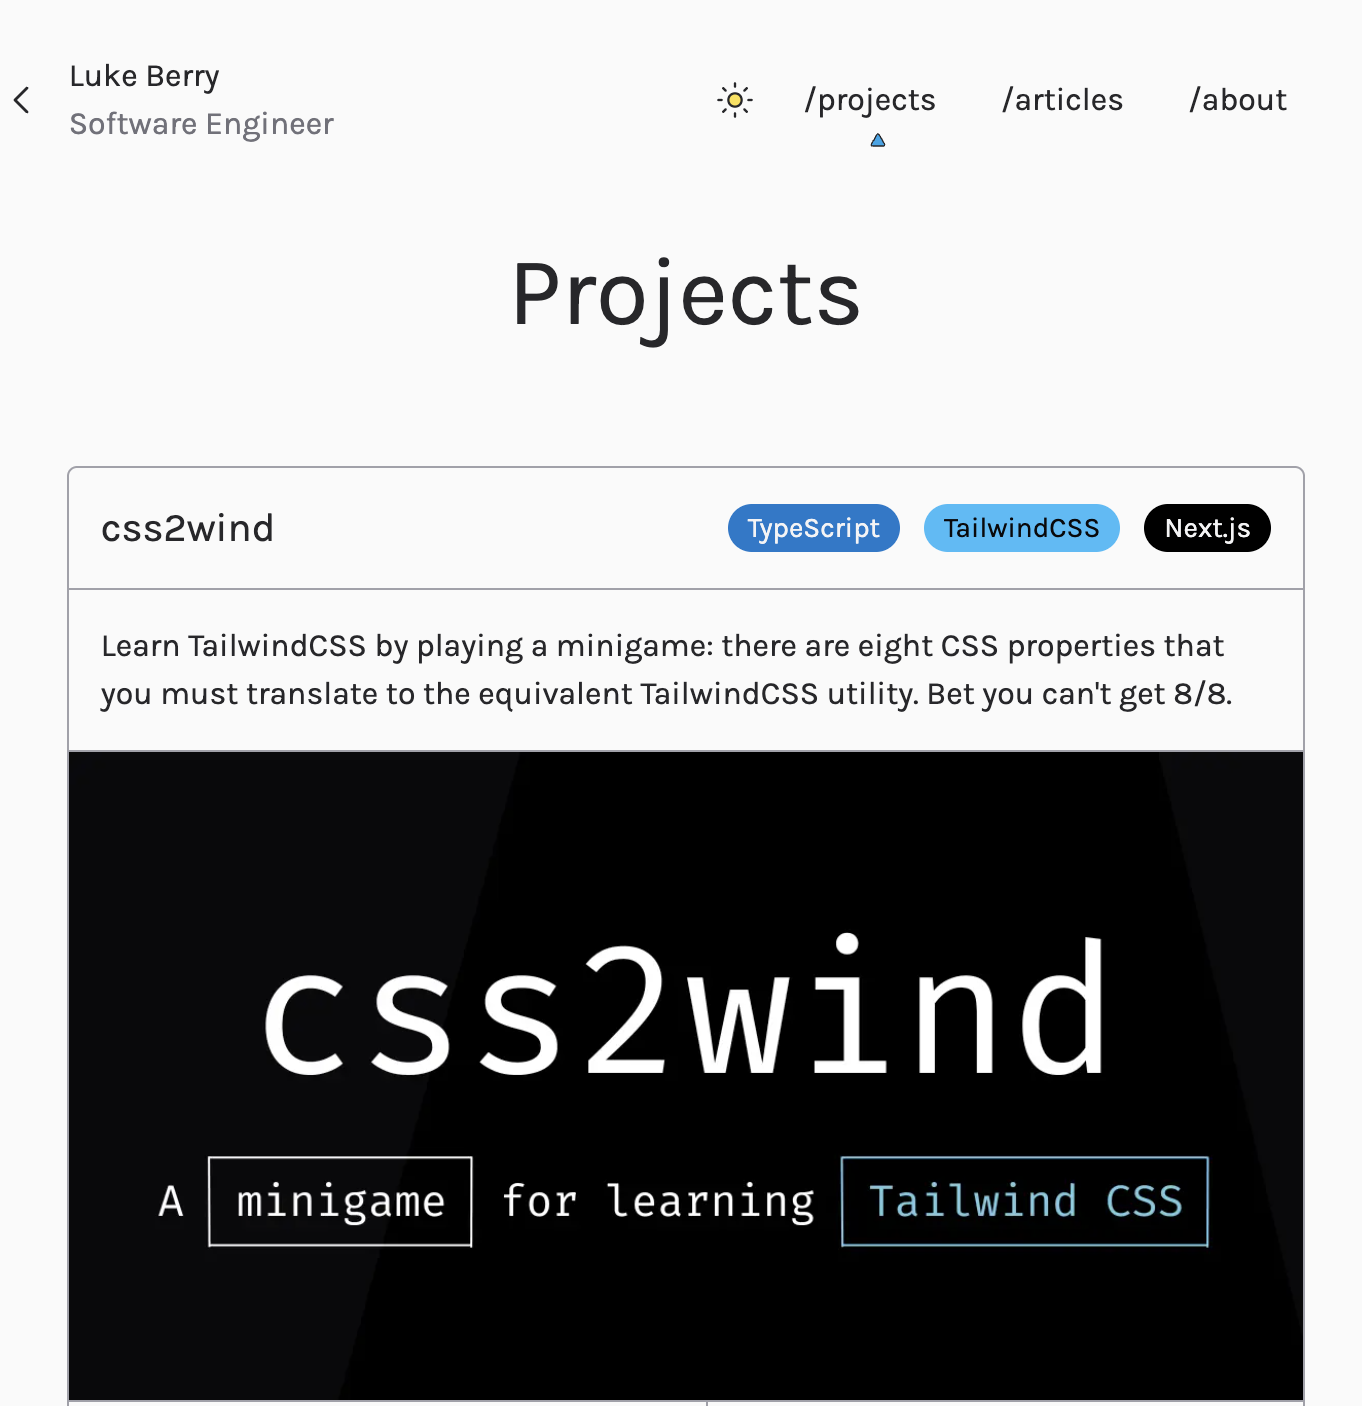 Luke Berry
Software Engineer
/projects
/articles
/about
Projects
css2wind
TypeScript
TailwindCSS
Next.js
Learn TailwindCSS by playing a minigame: there are eight CSS properties that
you must translate to the equivalent TailwindCSS utility. Bet you can't get 8/8.
css2wind
A minigame for learning Tailwind CSS